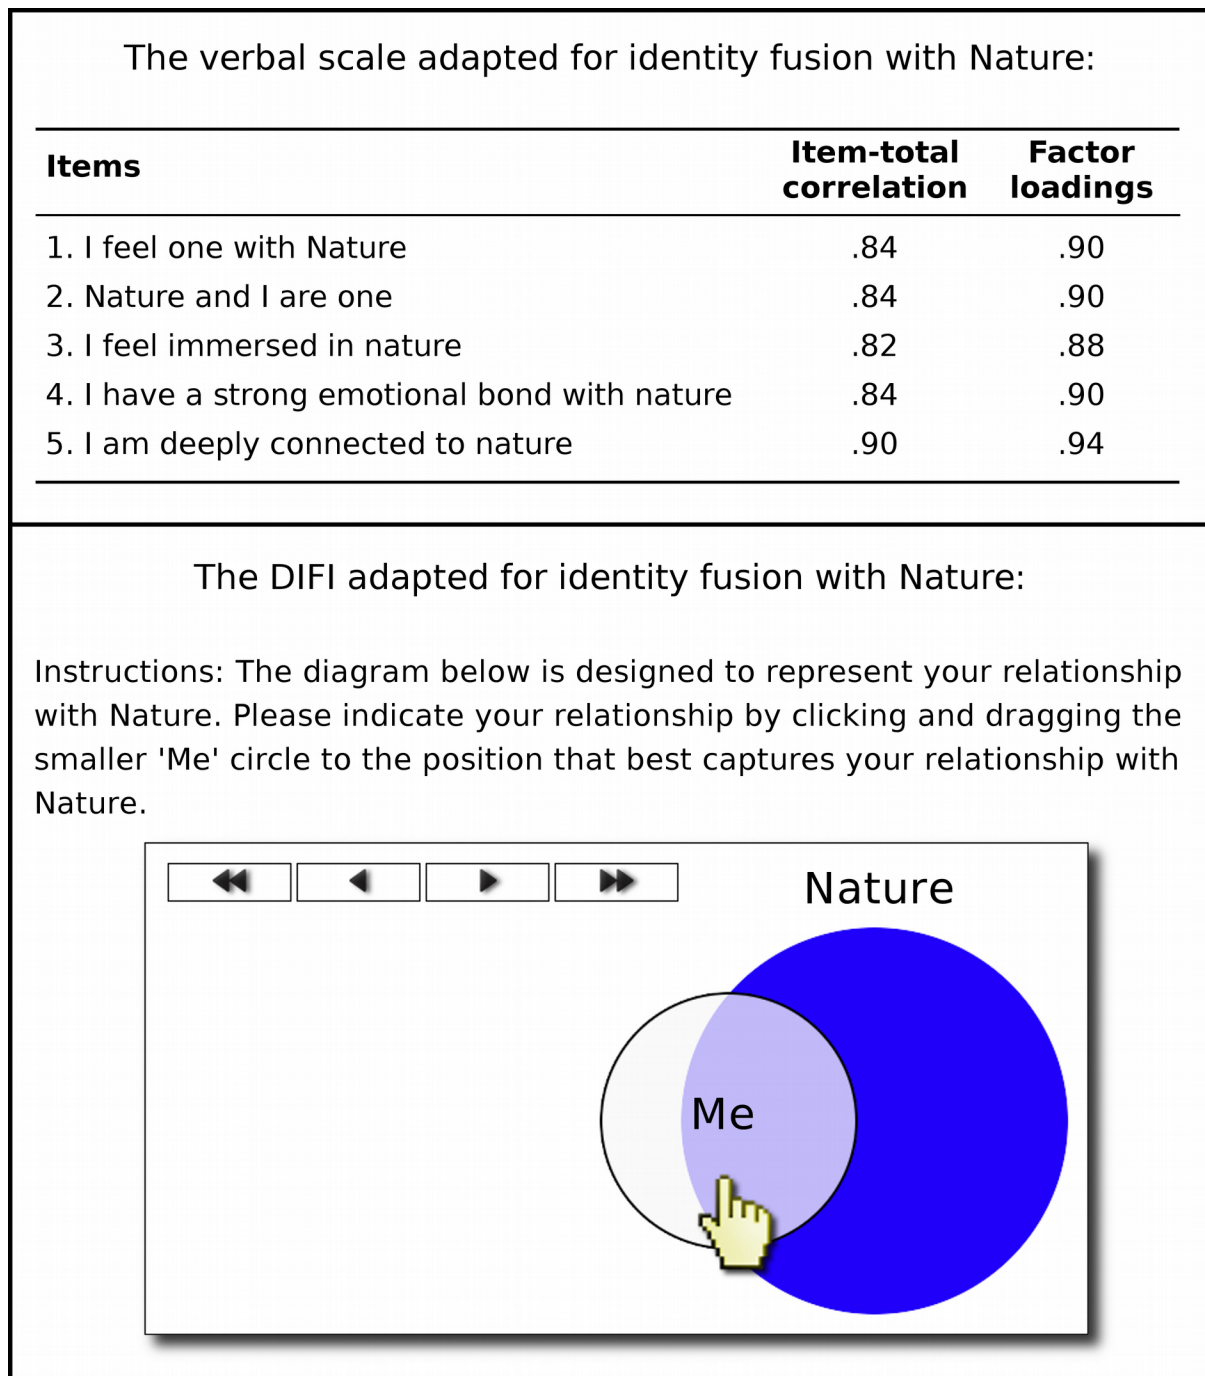 The verbal scale adapted for identity fusion with Nature:
Items Item-total correlation Factor loadings
1. I feel one with Nature .84 .90
2. Nature and I are one .84 .90
3. I feel immersed in nature .82 .88
4. I have a strong emotional bond with nature .84 .90
5. I am deeply connected to nature .90 .94
The DIFI adapted for identity fusion with Nature:
Instructions: The diagram below is designed to represent your relationship
with Nature. Please indicate your relationship by clicking and dragging the
smaller 'Me' circle to the position that best captures your relationship with
Nature.
Nature
Me